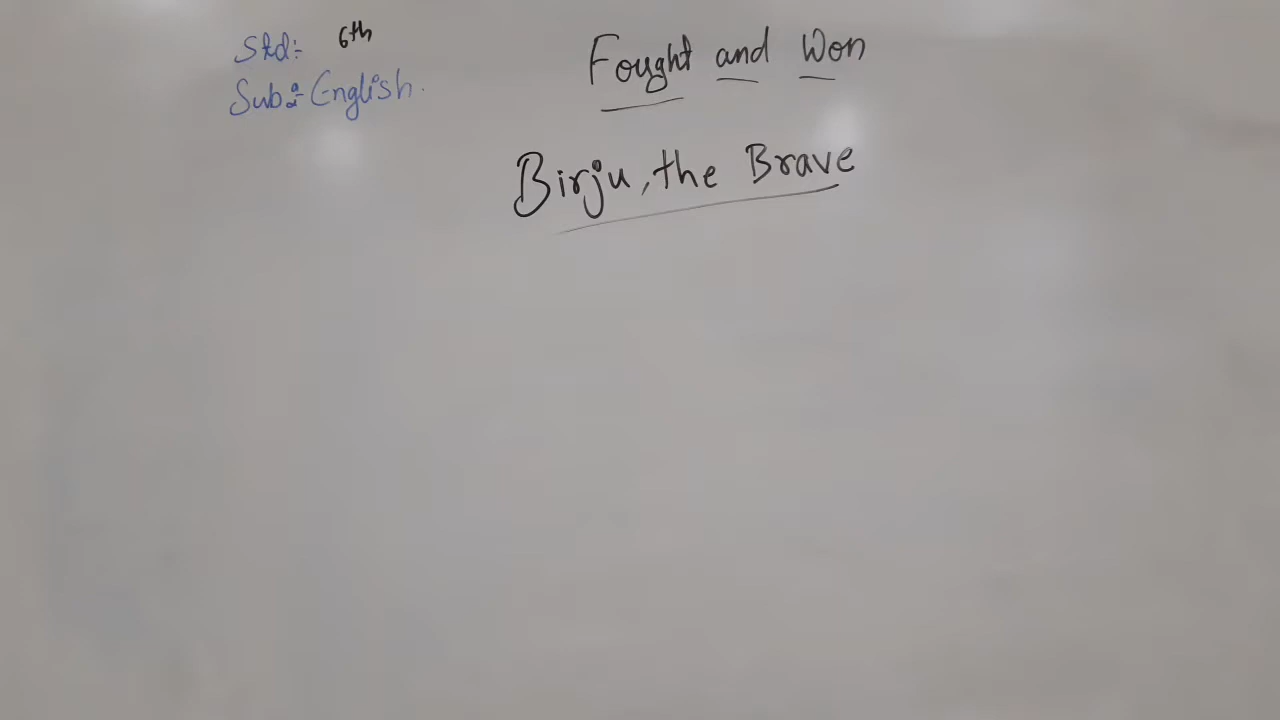 Std:- 6th
Sub:- English.
Fought and Won
Birju, the Brave